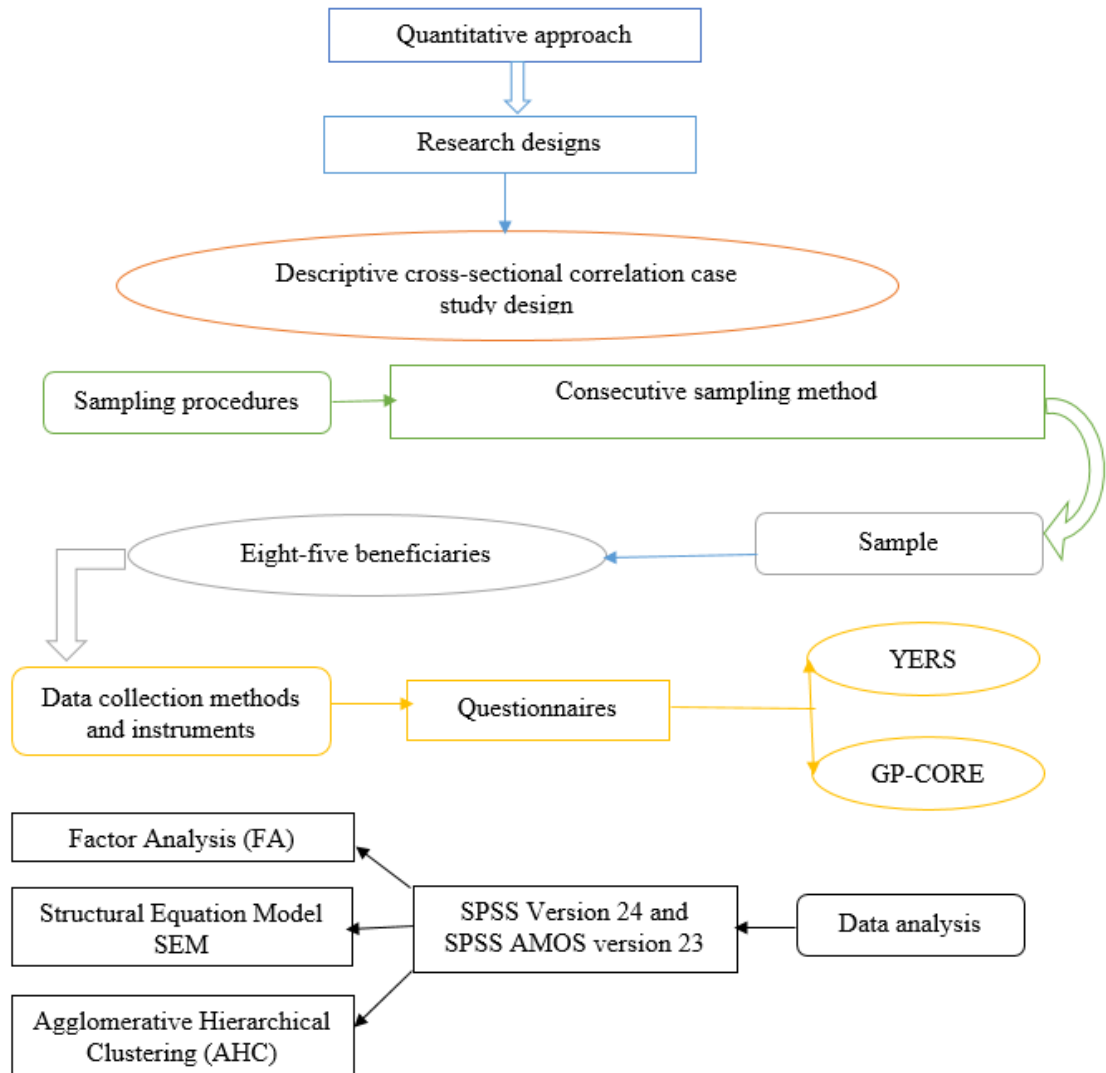 Quantitative approach
Research designs
Descriptive cross-sectional correlation case
study design
Sampling procedures
Consecutive sampling method
Eight-five beneficiaries
Sample
YERS
Data collection methods
and instruments
Questionnaires
GP-CORE
Factor Analysis (FA)
Structural Equation Model
SEM
SPSS Version 24 and
SPSS AMOS version 23
Data analysis
Agglomerative Hierarchical
Clustering (AHC)